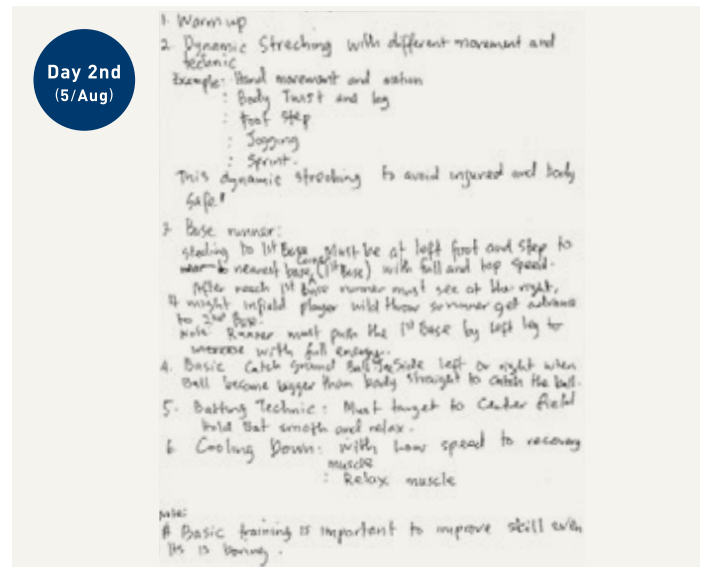 Day 2nd
(5/Aug)
1. Warm up
2. Dynamic Streching with different movement and
technic
Example: Hand movement and action
: Body Twist and leg
: Foot Step
: Jogging
: Sprint.
This dynamic streching to avoid injured and body
safe!
3. Base runner:
to 1st Base Must be at left foot and step to
to nearest base corner (1st Base) with full and top speed.
After reach 1st Base runner must see at the right,
It might infield player wild throw so runner get advance
to 2nd Base.
Note: Runner must push the 1st Base by left leg to
increase with full energy.
4. Basic Catch Ground Ball: Side left or right when
Ball become bigger than body straight to catch the ball.
5. Batting Technic: Must target to Center field
hold Bat smoth and relax.
6. Cooling Down: with Low speed to recovery
muscle
: Relax muscle
note:
# Basic training is important to improve skill even
its is boring.